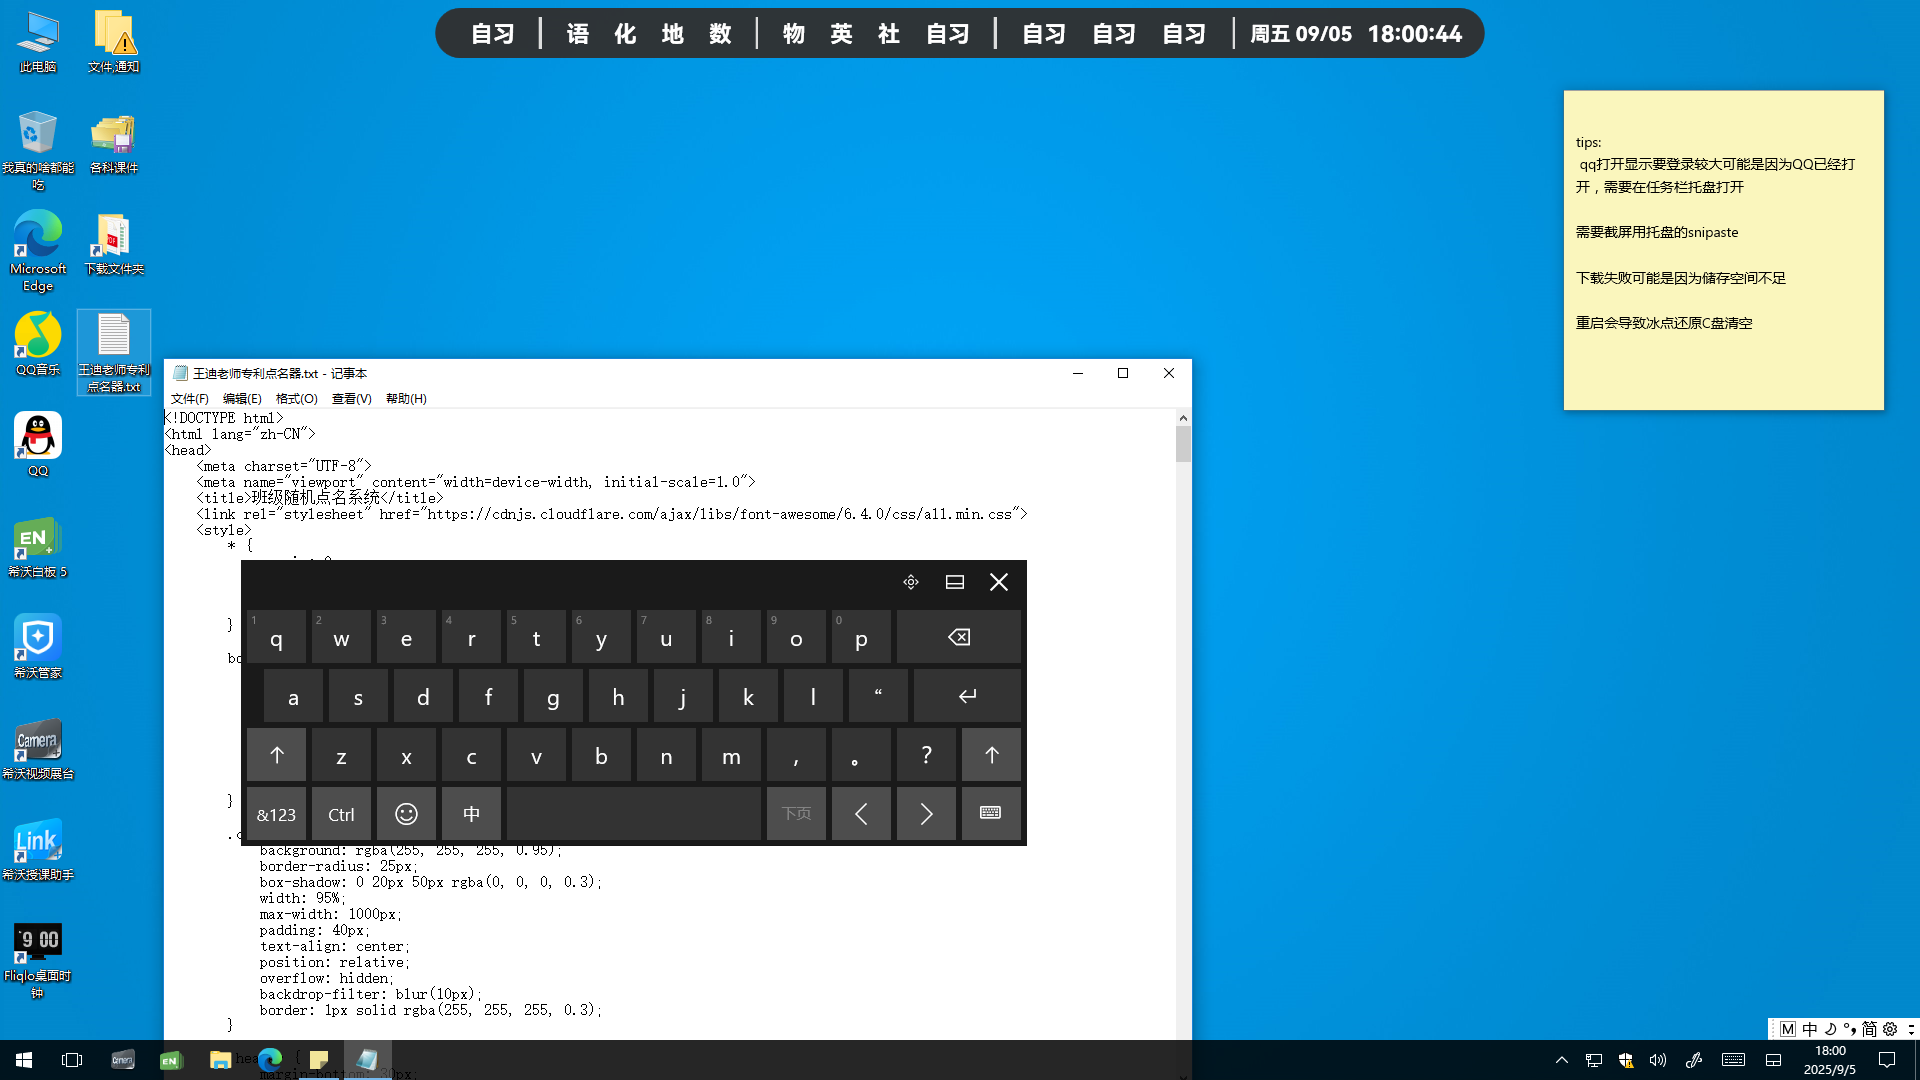 自习 | 语 化 地 数 | 物 英 社 自习 | 自习 自习 自习 | 周五 09/05 18:00:44
此电脑
文件,通知
我真的啥都能吃
各科课件
Microsoft Edge
下载文件夹
QQ音乐
王迪老师专利点名器.txt
QQ
EN
希沃白板 5
希沃管家
Camera
希沃视频展台
Link
希沃授课助手
9 00
Fliqlo桌面时钟
tips:
qq打开显示要登录较大可能是因为QQ已经打
开，需要在任务栏托盘打开
需要截屏用托盘的snipaste
下载失败可能是因为储存空间不足
重启会导致冰点还原C盘清空
王迪老师专利点名器.txt - 记事本
文件(F) 编辑(E) 格式(O) 查看(V) 帮助(H)
<!DOCTYPE html>
<html lang="zh-CN">
<head>
<meta charset="UTF-8">
<meta name="viewport" content="width=device-width, initial-scale=1.0">
<title>班级随机点名系统</title>
<link rel="stylesheet" href="https://cdnjs.cloudflare.com/ajax/libs/font-awesome/6.4.0/css/all.min.css">
<style>
* {
}
}
1 q 2 w 3 e 4 r 5 t 6 y 7 u 8 i 9 o 0 p
a s d f g h j k l “
z x c v b n m , 。 ?
&123 Ctrl 中 下页
background: rgba(255, 255, 255, 0.95);
border-radius: 25px;
box-shadow: 0 20px 50px rgba(0, 0, 0, 0.3);
width: 95%;
max-width: 1000px;
padding: 40px;
text-align: center;
position: relative;
overflow: hidden;
backdrop-filter: blur(10px);
border: 1px solid rgba(255, 255, 255, 0.3);
}
M 中 简
Camera EN
18:00
2025/9/5